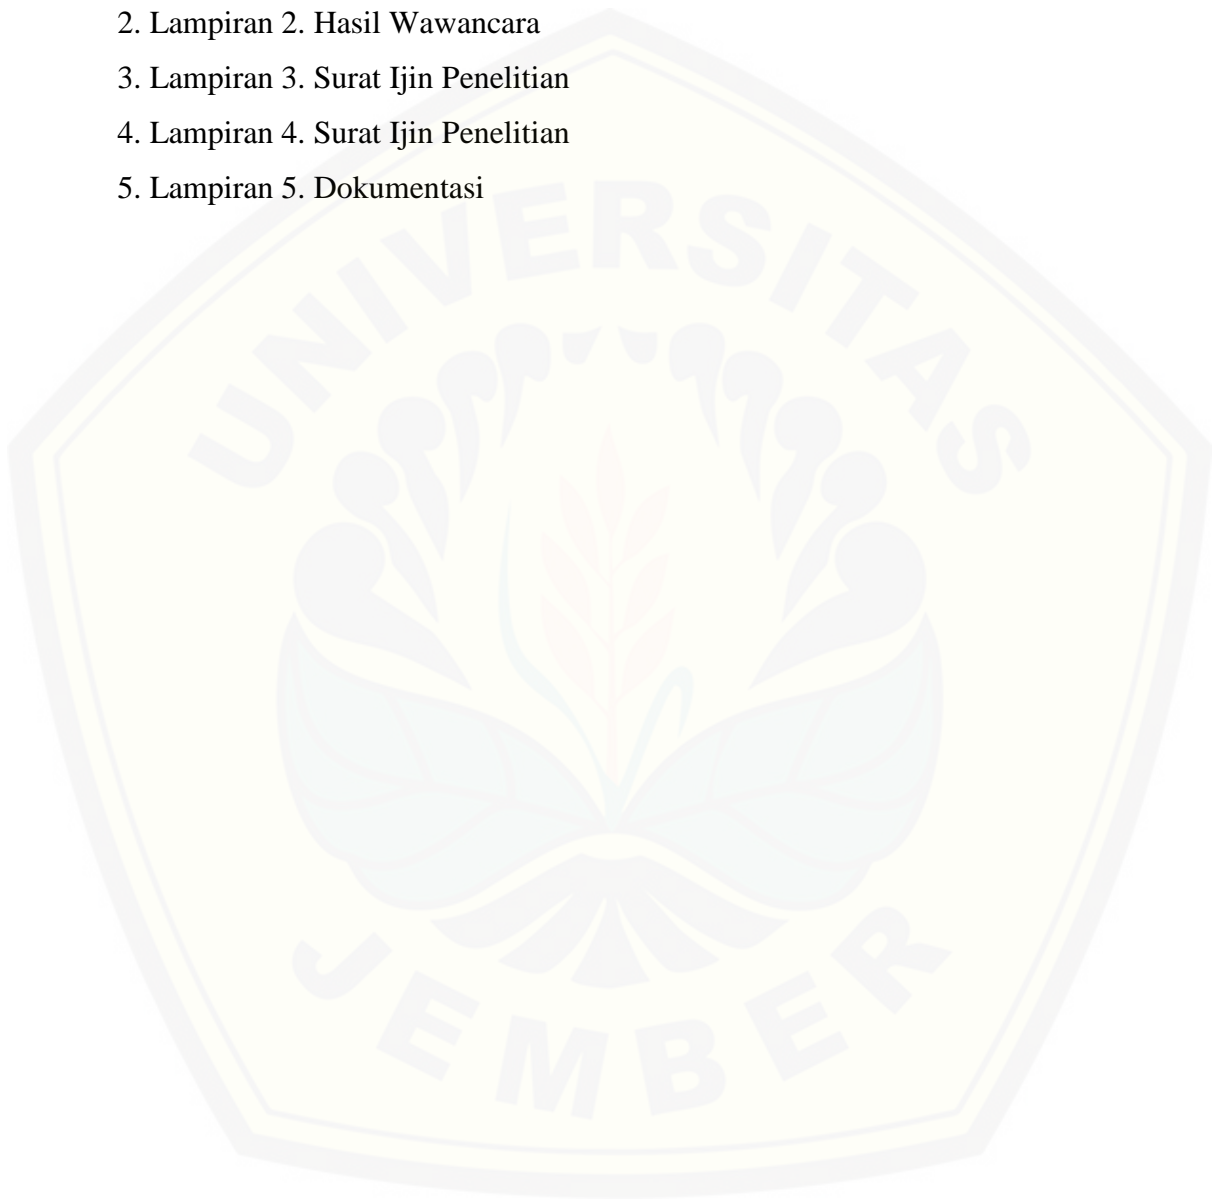 2. Lampiran 2. Hasil Wawancara
3. Lampiran 3. Surat Ijin Penelitian
4. Lampiran 4. Surat Ijin Penelitian
5. Lampiran 5. Dokumentasi
UNIVERSITAS
JEMBER